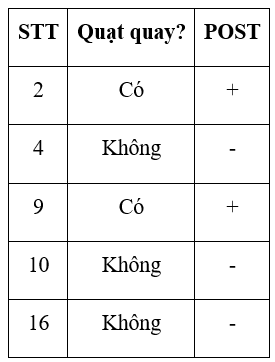 STT Quạt quay? POST
2 Có +
4 Không -
9 Có +
10 Không -
16 Không -